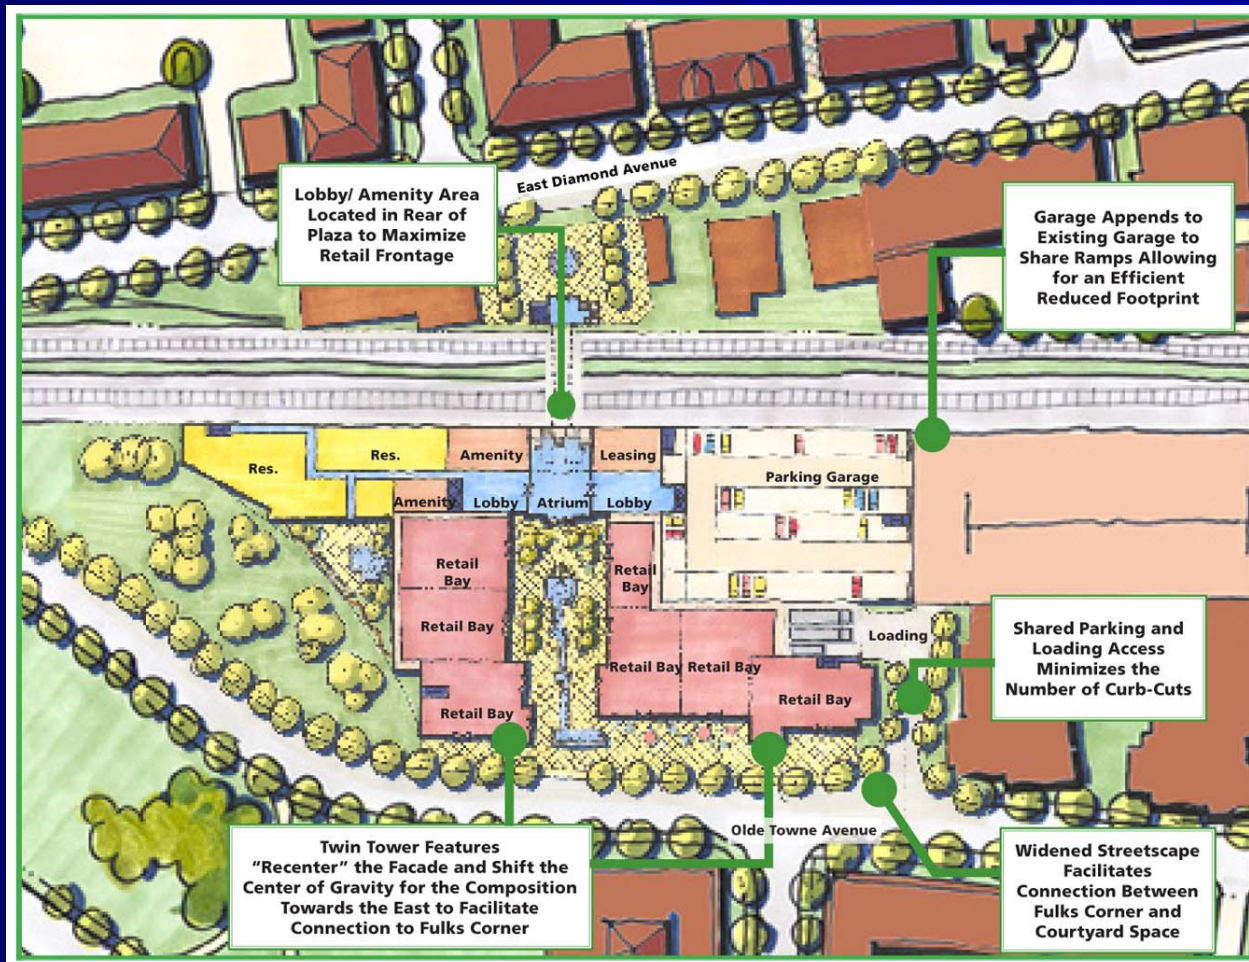 East Diamond Avenue
Lobby/ Amenity Area
Located in Rear of
Plaza to Maximize
Retail Frontage
Garage Appends to
Existing Garage to
Share Ramps Allowing
for an Efficient
Reduced Footprint
Res.
Res.
Amenity
Leasing
Parking Garage
Amenity
Lobby
Atrium
Lobby
Retail
Bay
Retail
Bay
Retail Bay
Loading
Retail Bay
Retail Bay
Retail Bay
Retail Bay
Shared Parking and
Loading Access
Minimizes the
Number of Curb-Cuts
Olde Towne Avenue
Twin Tower Features
“Recenter” the Facade and Shift the
Center of Gravity for the Composition
Towards the East to Facilitate
Connection to Fulks Corner
Widened Streetscape
Facilitates
Connection Between
Fulks Corner and
Courtyard Space